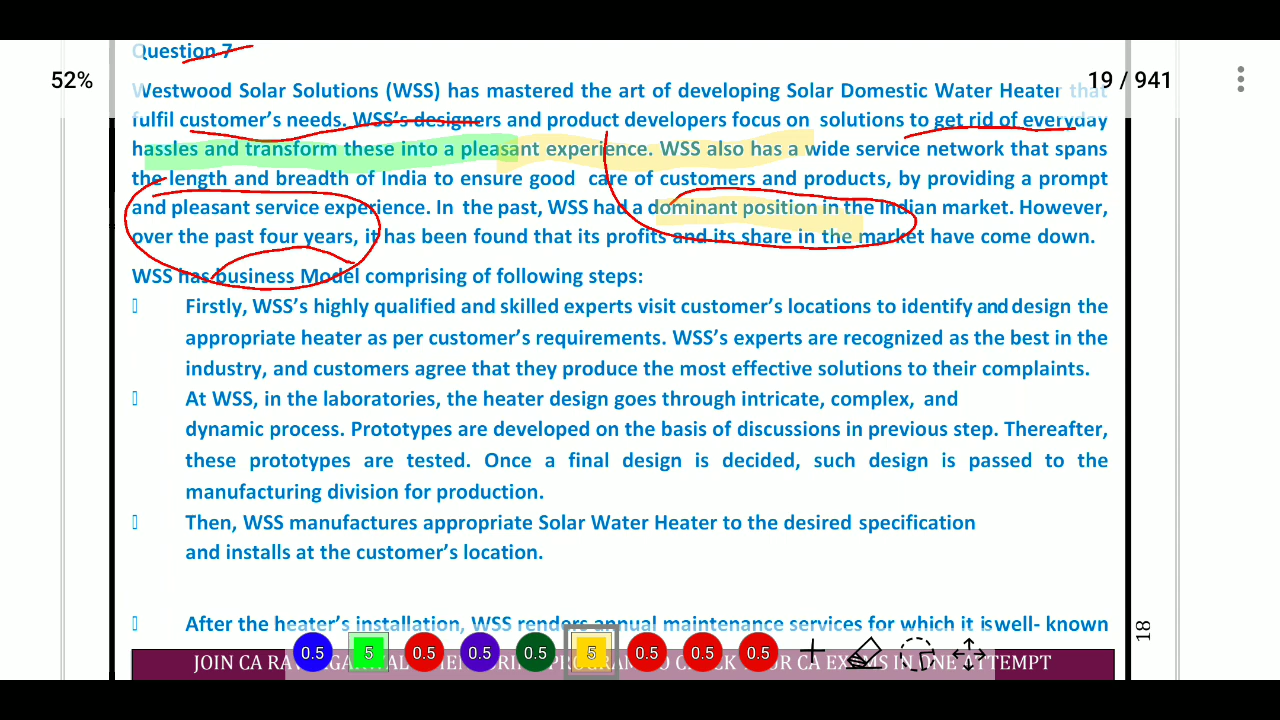 Question 7
52%
19 / 941
Westwood Solar Solutions (WSS) has mastered the art of developing Solar Domestic Water Heater that
fulfil customer's needs. WSS's designers and product developers focus on solutions to get rid of everyday
hassles and transform these into a pleasant experience. WSS also has a wide service network that spans
the length and breadth of India to ensure good care of customers and products, by providing a prompt
and pleasant service experience. In the past, WSS had a dominant position in the Indian market. However,
over the past four years, it has been found that its profits and its share in the market have come down.
WSS has business Model comprising of following steps:
Firstly, WSS's highly qualified and skilled experts visit customer's locations to identify and design the
appropriate heater as per customer's requirements. WSS's experts are recognized as the best in the
industry, and customers agree that they produce the most effective solutions to their complaints.
At WSS, in the laboratories, the heater design goes through intricate, complex, and
dynamic process. Prototypes are developed on the basis of discussions in previous step. Thereafter,
these prototypes are tested. Once a final design is decided, such design is passed to the
manufacturing division for production.
Then, WSS manufactures appropriate Solar Water Heater to the desired specification
and installs at the customer's location.
After the heater's installation, WSS renders annual maintenance services for which it iswell- known
18
0.5 5 0.5 0.5 0.5 5 0.5 0.5 0.5
JOIN CA EXAMS IN ONE ATTEMPT